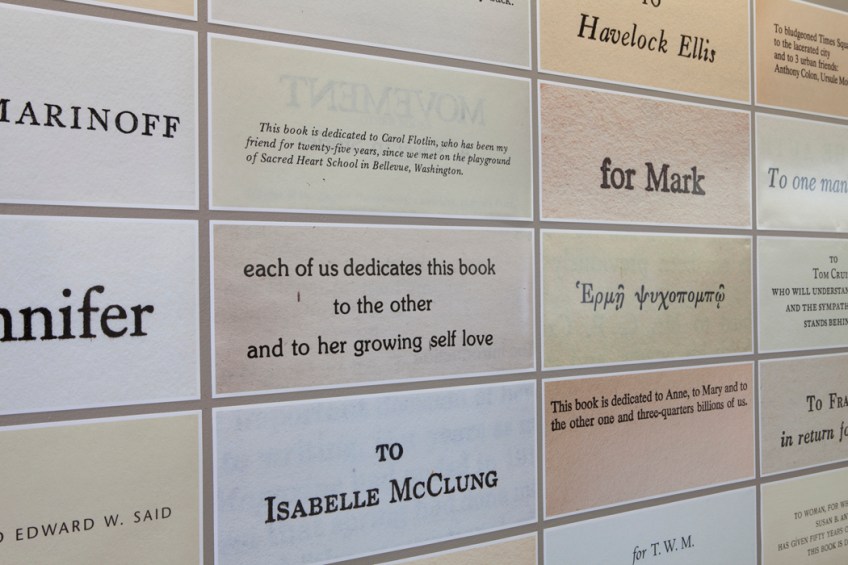 MARINOFF
nnifer
EDWARD W. SAID
MOVEMENT
This book is dedicated to Carol Flotlin, who has been my
friend for twenty-five years, since we met on the playground
of Sacred Heart School in Bellevue, Washington.
each of us dedicates this book
to the other
and to her growing self love
TO
ISABELLE MCCLUNG
TO
Havelock Ellis
for Mark
Ἑρμῇ ψυχοπομπῷ
This book is dedicated to Anne, to Mary and to
the other one and three-quarters billions of us.
for T. W. M.
To bludgeoned Times Squ
to the lacerated city
and to 3 urban friends:
Anthony Colon, Ursule Mo
To one man
TO
TOM CRU
WHO WILL UNDERSTAN
AND THE SYMPATH
STANDS BEHIN
TO FRA
in return fo
TO WOMAN, FOR WH
SUSAN B. AN
HAS GIVEN FIFTY YEARS
THIS BOOK IS D